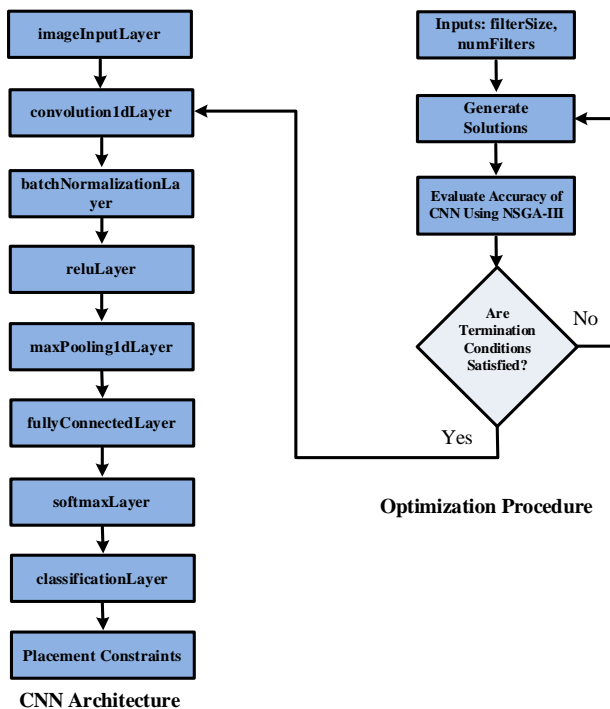 imageInputLayer
convolution1dLayer
batchNormalizationLa
yer
reluLayer
maxPooling1dLayer
fullyConnectedLayer
softmaxLayer
classificationLayer
Placement Constraints
CNN Architecture
Inputs: filterSize,
numFilters
Generate
Solutions
Evaluate Accuracy of
CNN Using NSGA-III
Are
Termination
Conditions
Satisfied?
No
Yes
Optimization Procedure